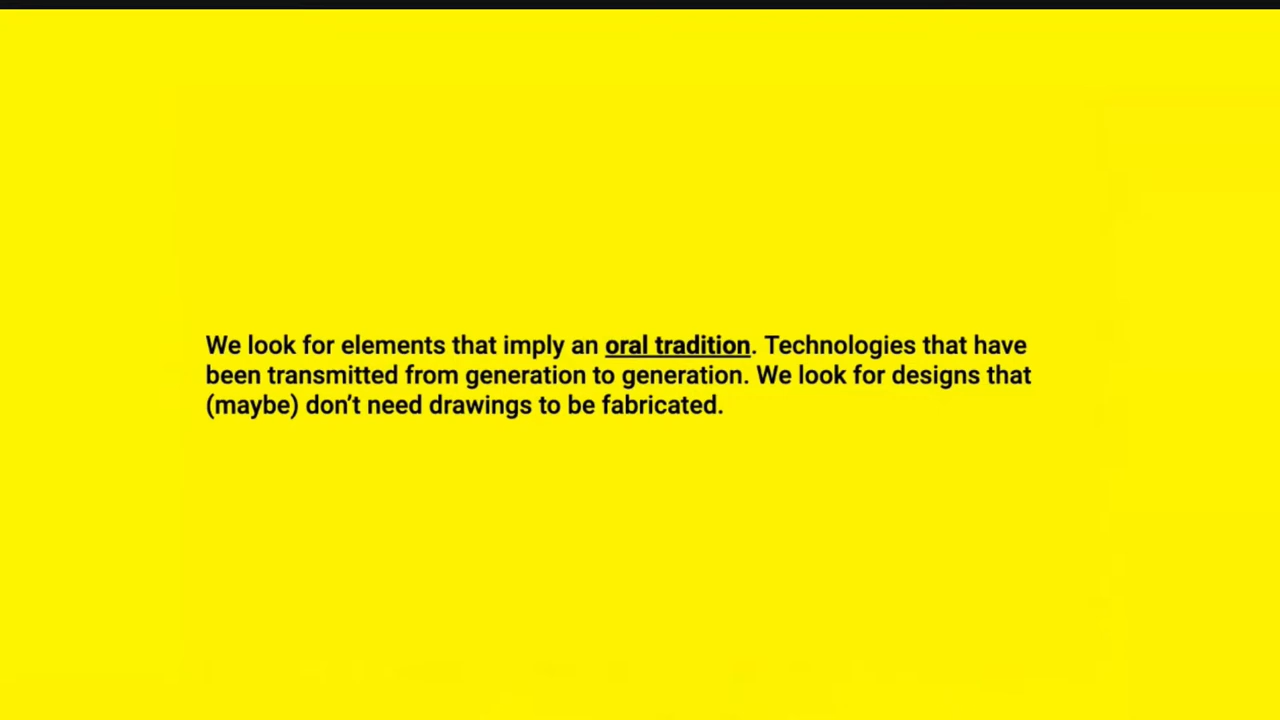 We look for elements that imply an oral tradition. Technologies that have
been transmitted from generation to generation. We look for designs that
(maybe) don’t need drawings to be fabricated.